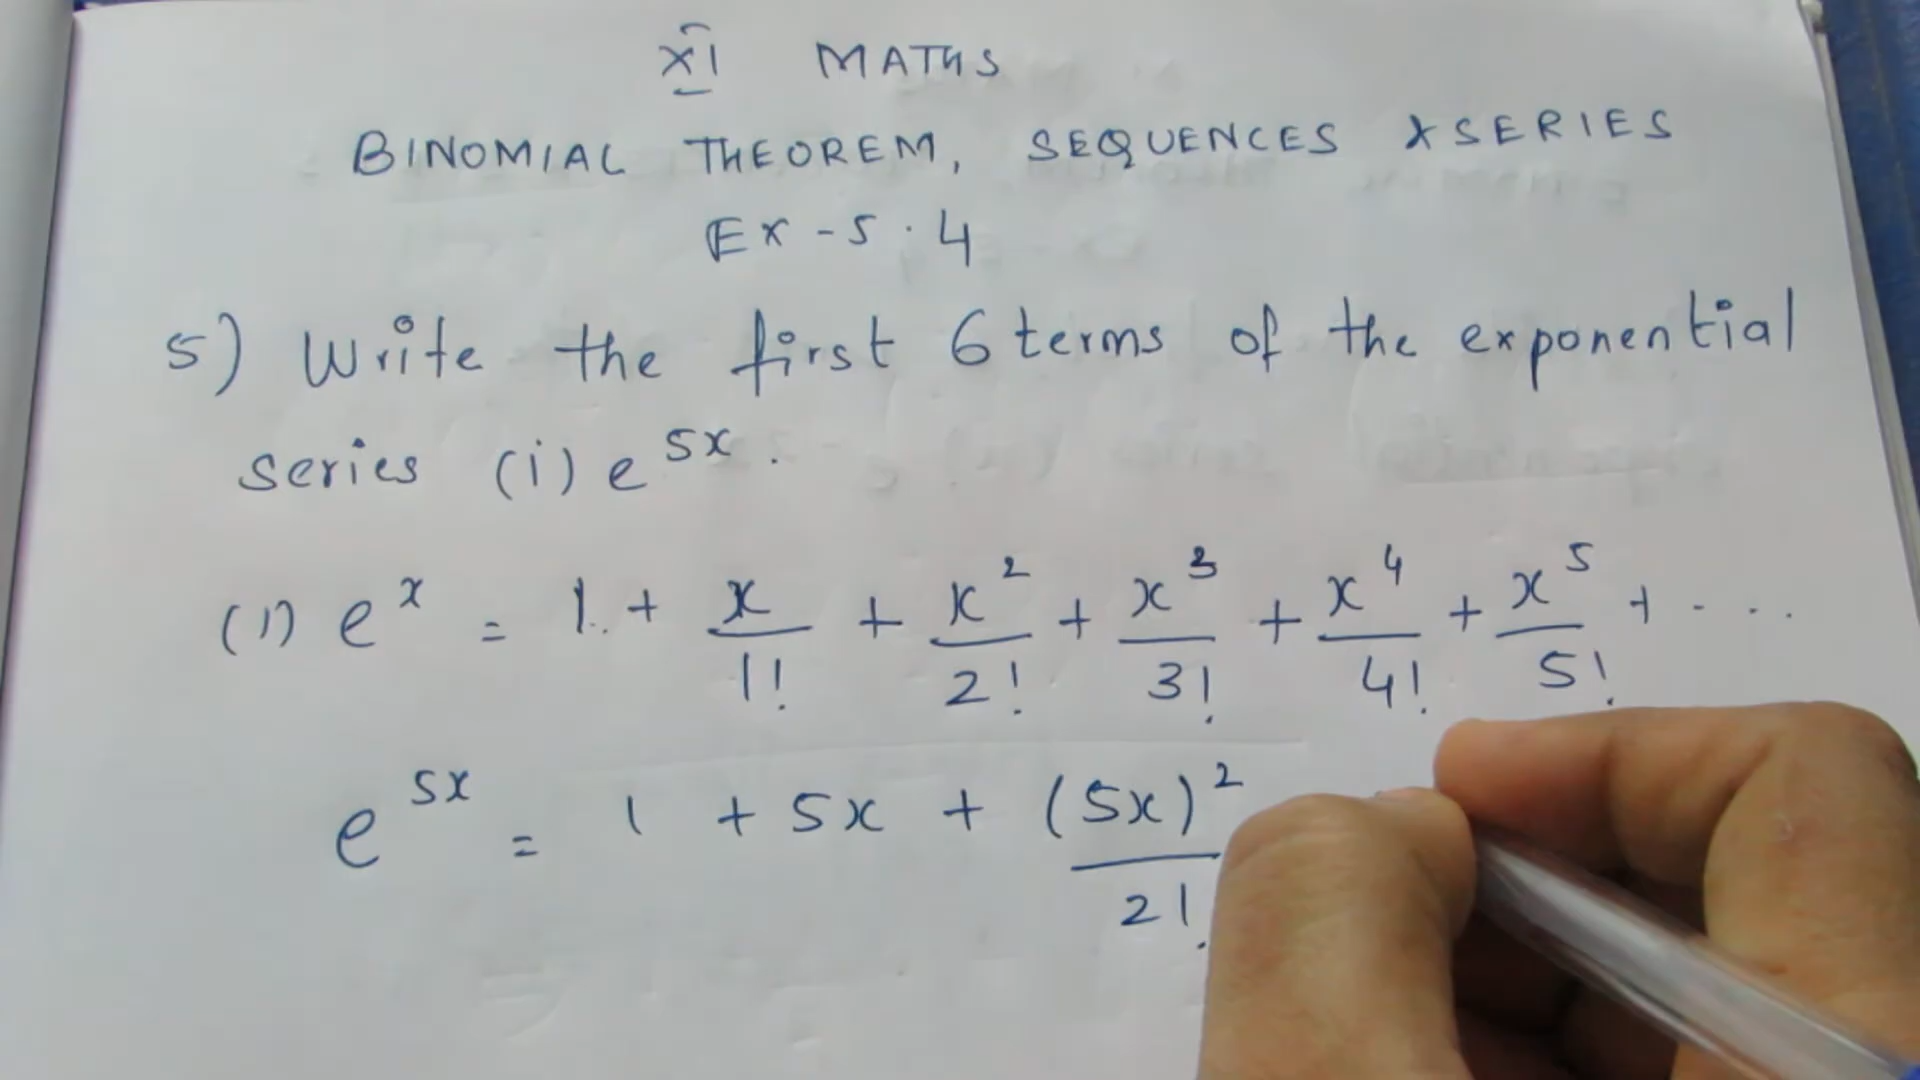 XI MATHS
BINOMIAL THEOREM, SEQUENCES & SERIES
Ex - 5.4
5) Write the first 6 terms of the exponential
series (i) e^5x.
(1) e^x = 1 + x/1! + x^2/2! + x^3/3! + x^4/4! + x^5/5! + ....
e^5x = 1 + 5x + (5x)^2/2!